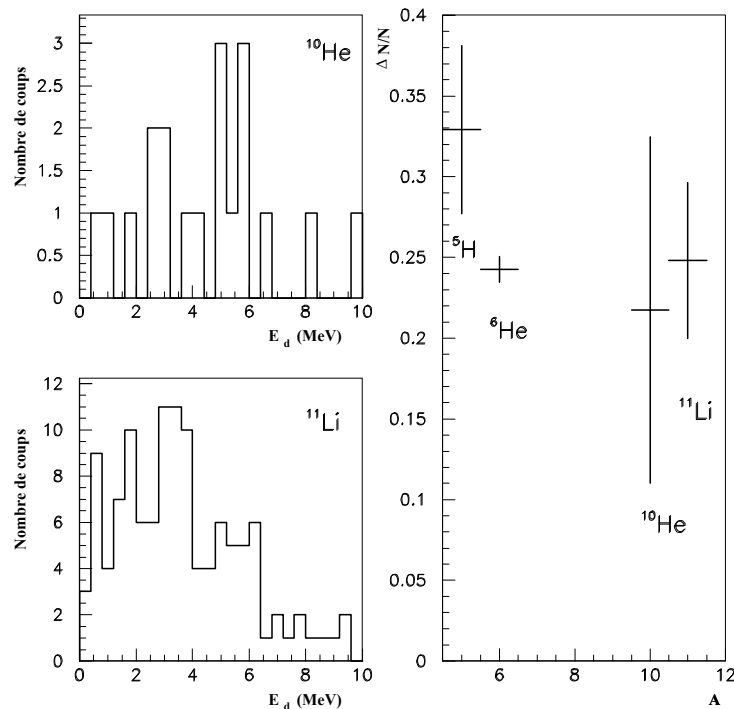 Nombre de coups
3
2.5
2
1.5
1
0.5
0
¹⁰He
0 2 4 6 8 10
E_d (MeV)
Nombre de coups
12
10
8
6
4
2
0
¹¹Li
0 2 4 6 8 10
E_d (MeV)
Δ N/N
0.4
0.35
0.3
0.25
0.2
0.15
0.1
0.05
0
⁵H
⁶He
¹¹Li
¹⁰He
6 8 10 12
A